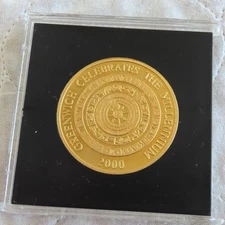 GREENWICH CELEBRATES THE MILLENNIUM
2000